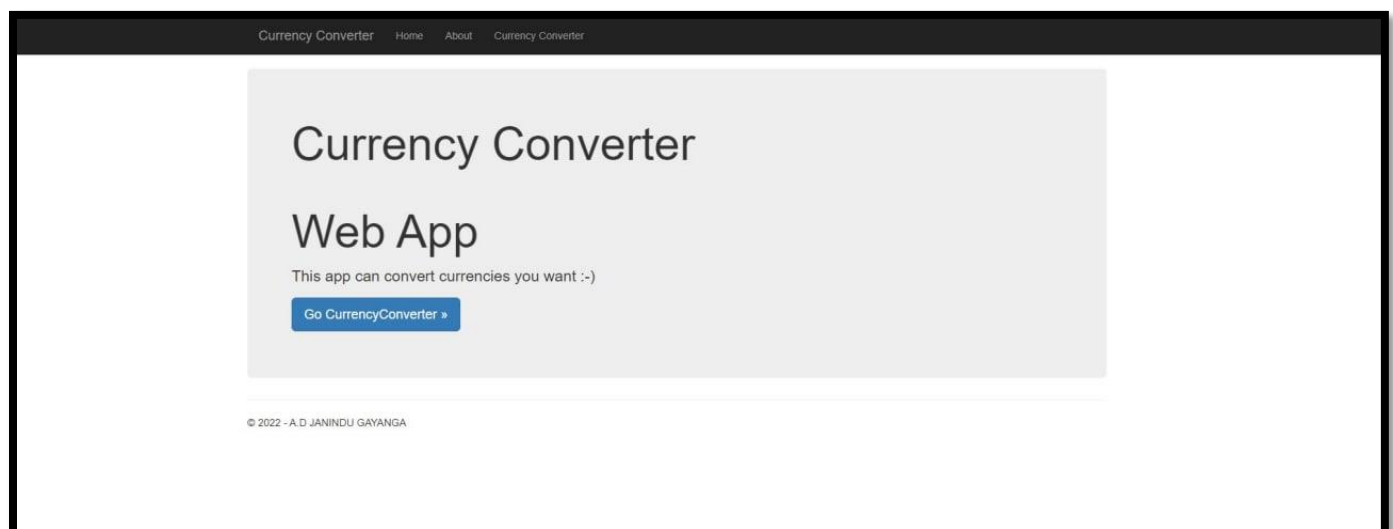 Currency Converter Home About Currency Converter
Currency Converter
Web App
This app can convert currencies you want :-)
Go CurrencyConverter »
© 2022 - A.D JANINDU GAYANGA